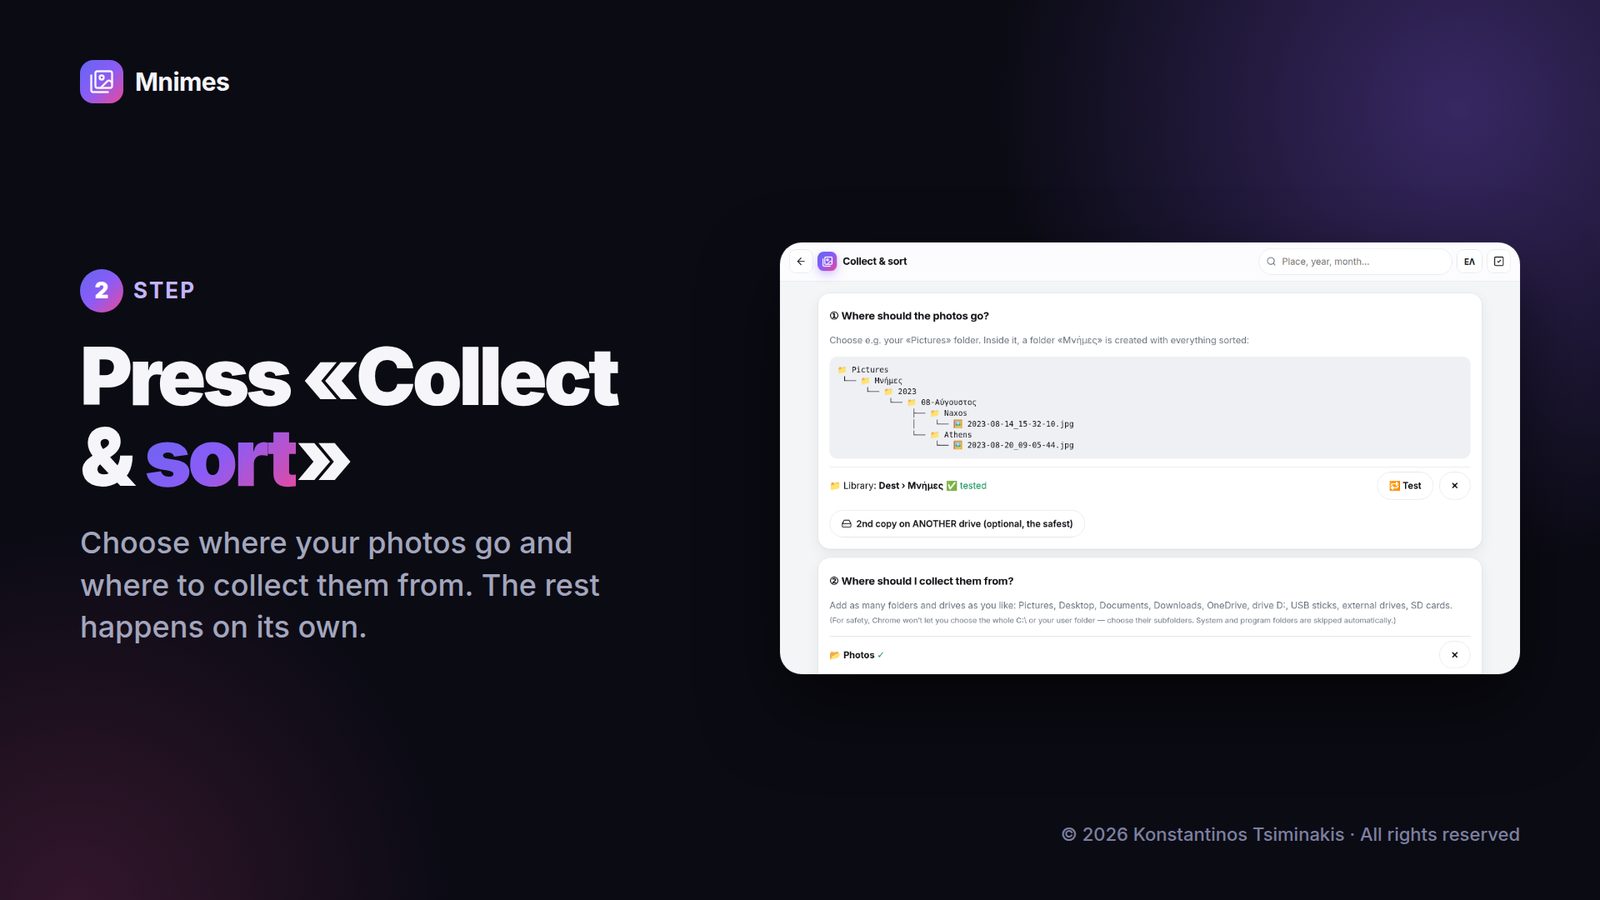 Mnimes
2 STEP
Press «Collect
& sort»
Choose where your photos go and
where to collect them from. The rest
happens on its own.
Collect & sort
Place, year, month...
ΕΛ
① Where should the photos go?
Choose e.g. your «Pictures» folder. Inside it, a folder «Μνήμες» is created with everything sorted:
Pictures
Μνήμες
2023
08-Αύγουστος
Naxos
2023-08-14_15-32-10.jpg
Athens
2023-08-20_09-05-44.jpg
Library: Dest › Μνήμες ✅ tested
Test
✕
2nd copy on ANOTHER drive (optional, the safest)
② Where should I collect them from?
Add as many folders and drives as you like: Pictures, Desktop, Documents, Downloads, OneDrive, drive D:, USB sticks, external drives, SD cards.
(For safety, Chrome won't let you choose the whole C:\ or your user folder — choose their subfolders. System and program folders are skipped automatically.)
Photos ✓
✕
© 2026 Konstantinos Tsiminakis · All rights reserved